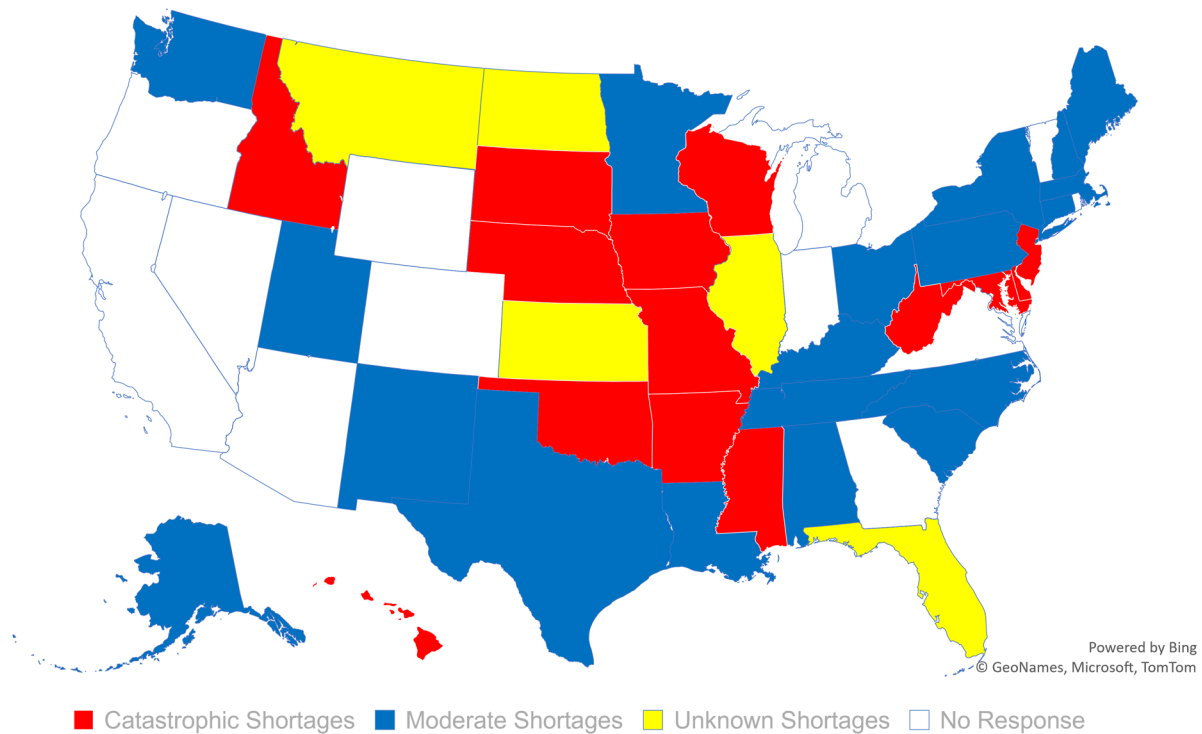 Powered by Bing
© GeoNames, Microsoft, TomTom
Catastrophic Shortages Moderate Shortages Unknown Shortages No Response